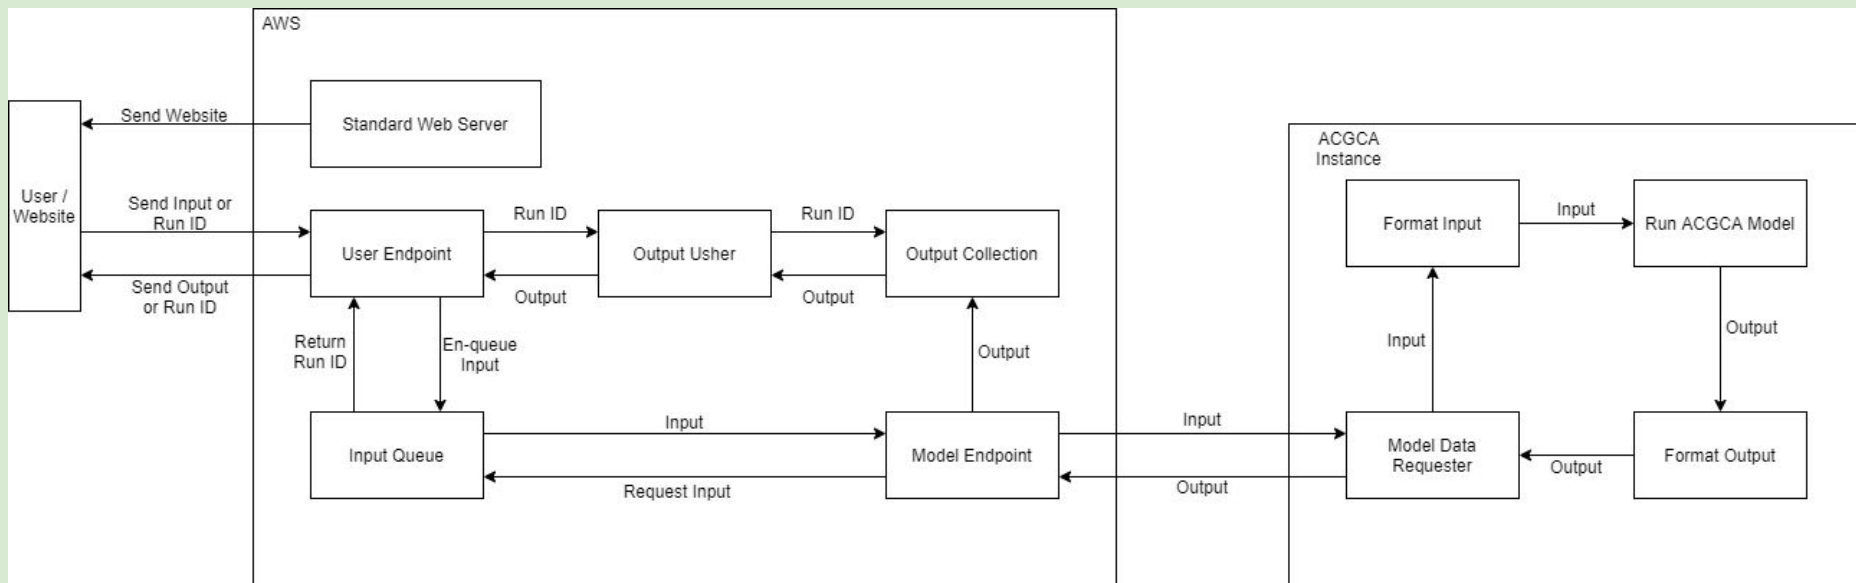 AWS
Send Website
Standard Web Server
ACGCA
Instance
User /
Website
Send Input or
Run ID
Run ID
Run ID
Input
Format Input
Run ACGCA Model
User Endpoint
Output Usher
Output Collection
Send Output
or Run ID
Output
Output
Return
Run ID
En-queue
Input
Output
Input
Output
Input
Input
Input Queue
Model Endpoint
Model Data
Requester
Format Output
Request Input
Output
Output